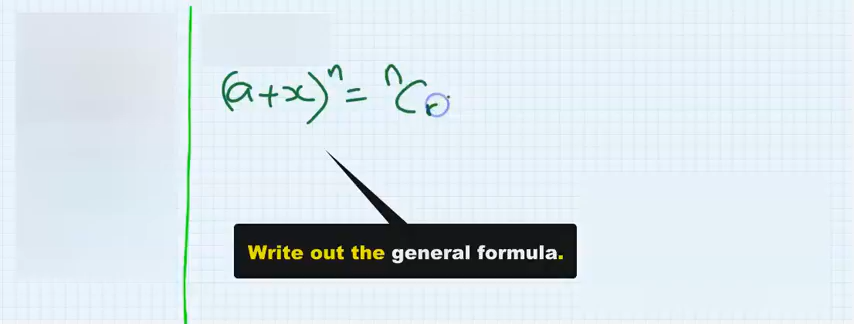 (a+x)ⁿ = ⁿCᵣ
Write out the general formula.